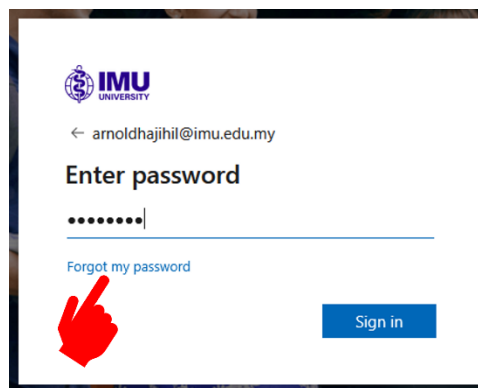 IMU
UNIVERSITY
← arnoldhajihil@imu.edu.my
Enter password
••••••••
Forgot my password
Sign in